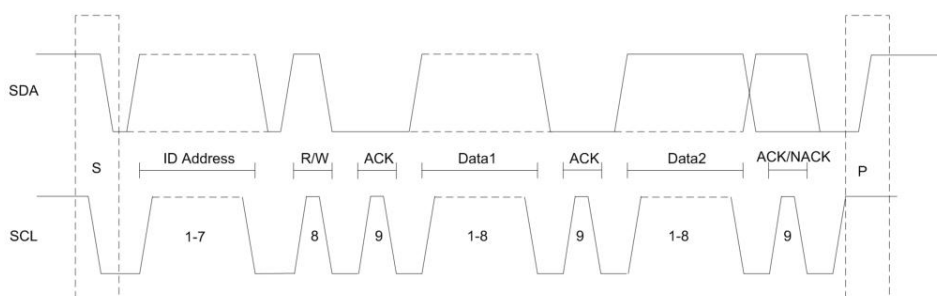 SDA
S
ID Address
R/W
ACK
Data1
ACK
Data2
ACK/NACK
P
SCL
1-7
8
9
1-8
9
1-8
9